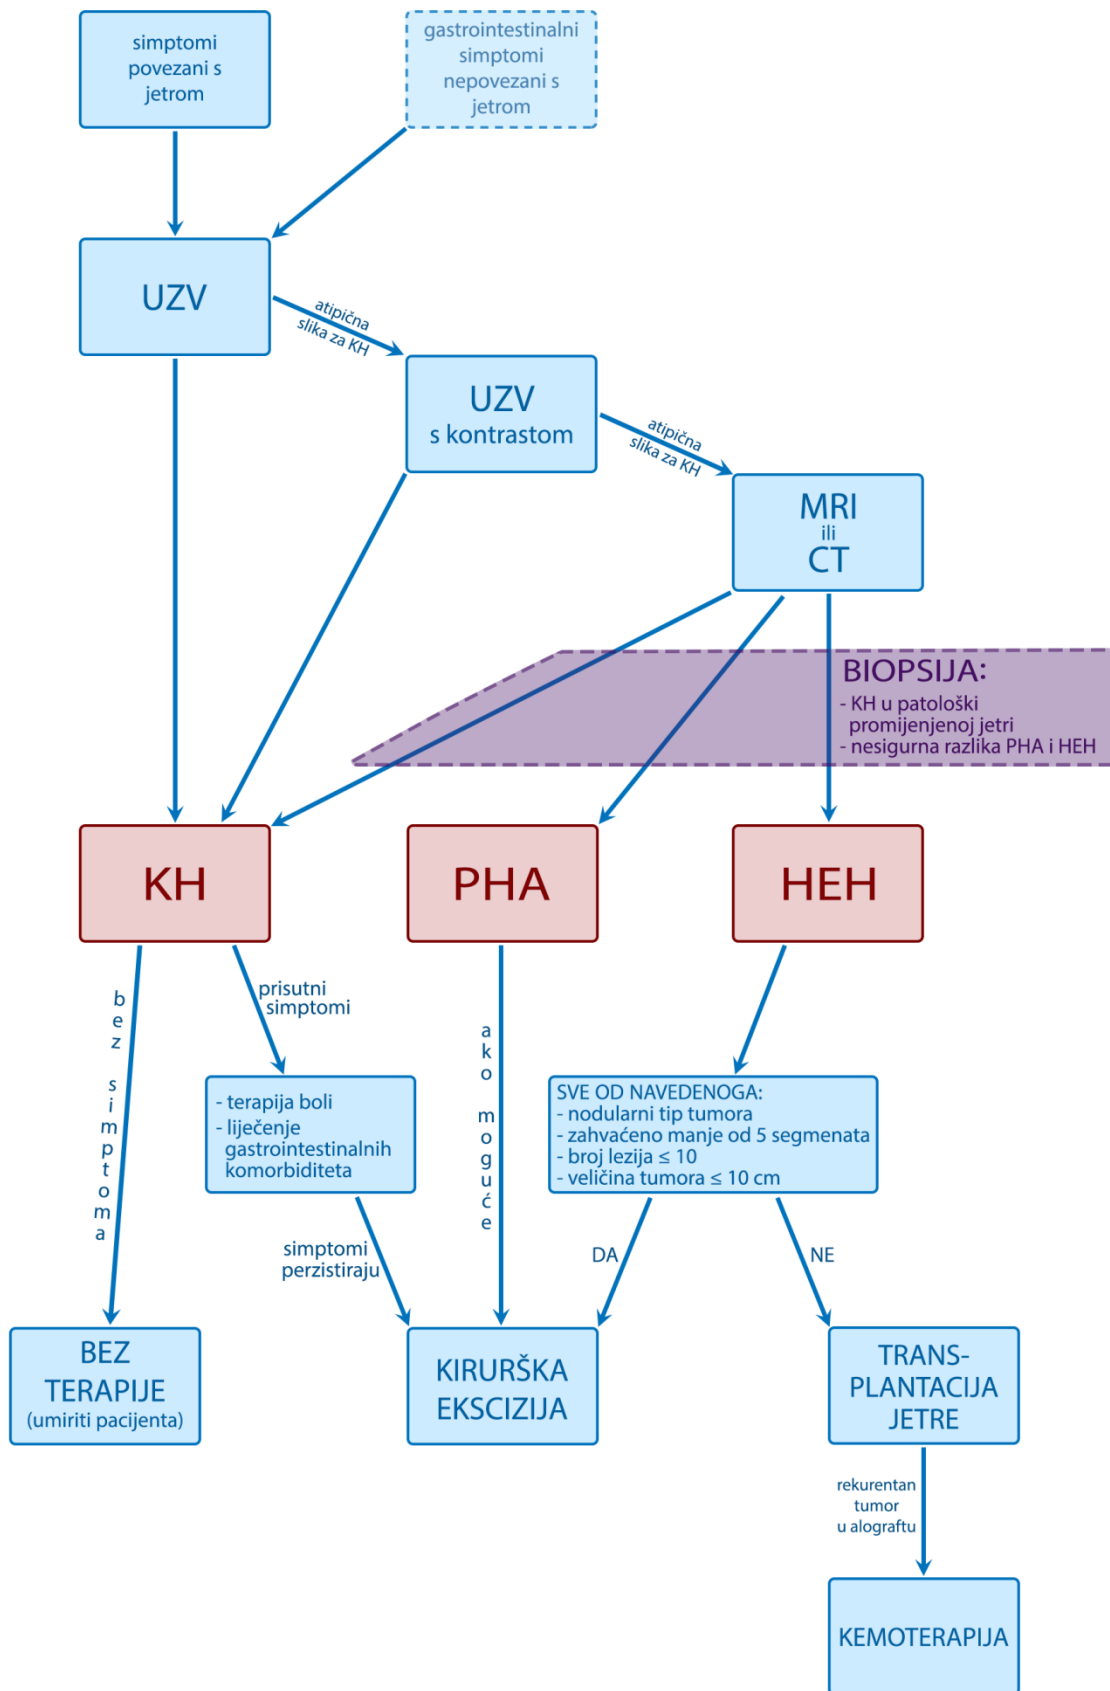 simptomi
povezani s
jetrom
gastrointestinalni
simptomi
nepovezani s
jetrom
UZV
atipična
slika za KH
UZV
s kontrastom
atipična
slika za KH
MRI
ili
CT
BIOPSIJA:
- KH u patološki
promijenjenoj jetri
- nesigurna razlika PHA i HEH
KH
PHA
HEH
bez simptoma
prisutni
simptomi
ako moguće
- terapija boli
- liječenje
gastrointestinalnih
komorbiditeta
SVE OD NAVEDENOGA:
- nodularni tip tumora
- zahvaćeno manje od 5 segmenata
- broj lezija ≤ 10
- veličina tumora ≤ 10 cm
simptomi
perzistiraju
DA
NE
BEZ
TERAPIJE
(umiriti pacijenta)
KIRURŠKA
EKSCIZIJA
TRANS-
PLANTACIJA
JETRE
rekurentan
tumor
u alograftu
KEMOTERAPIJA